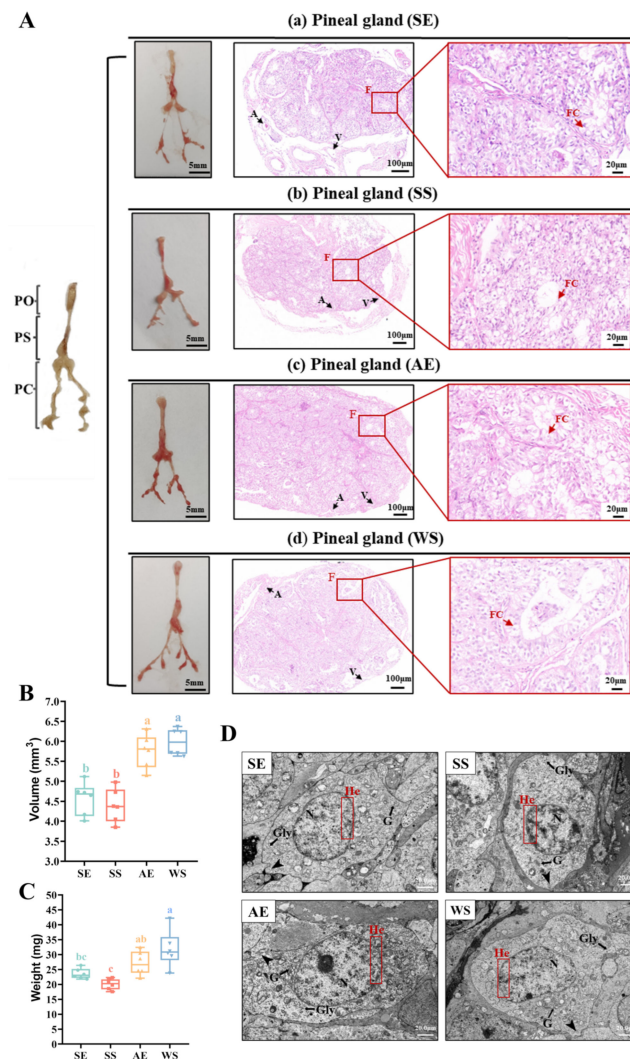 A
(a) Pineal gland (SE)
5mm
A
V
F
100μm
FC
20μm
(b) Pineal gland (SS)
5mm
F
A
V
100μm
FC
20μm
PO
PS
PC
(c) Pineal gland (AE)
5mm
F
A
V
100μm
FC
20μm
(d) Pineal gland (WS)
5mm
F
A
V
100μm
FC
20μm
B
Volume (mm³)
7.0
6.5
6.0
5.5
5.0
4.5
4.0
3.5
3.0
b
b
a
a
SE SS AE WS
C
Weight (mg)
50
45
40
35
30
25
20
15
10
5
0
bc
c
ab
a
SE SS AE WS
D
SE
He
N
G
Gly
SS
Gly
He
N
G
AE
He
G
N
Gly
20.0μm
WS
Gly
He
N
G
20.0μm